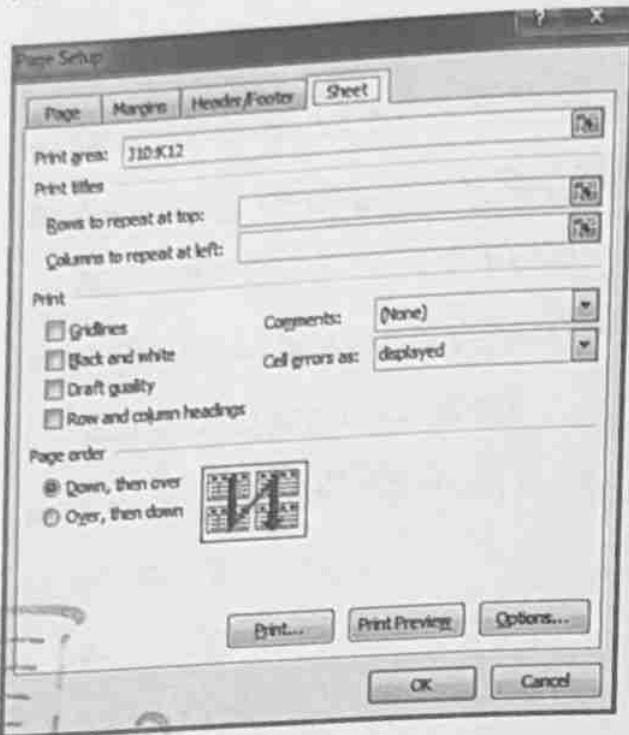 ? X
Page Setup
Page Margins Header/Footer Sheet
Print area: J10:K12
Print titles
Rows to repeat at top:
Columns to repeat at left:
Print
Gridlines
Comments: (None)
Black and white
Cell errors as: displayed
Draft quality
Row and column headings
Page order
Down, then over
Over, then down
Print... Print Preview Options...
OK Cancel